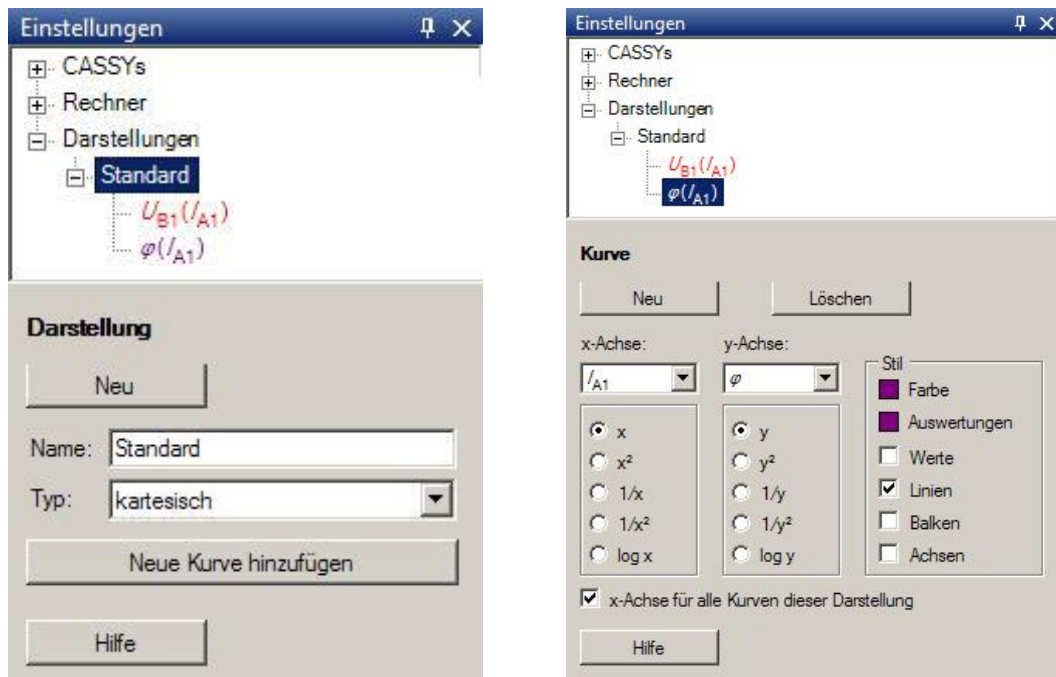 Einstellungen
CASSYs
Rechner
Darstellungen
Standard
U_B1(I_A1)
φ(I_A1)
Darstellung
Neu
Name: Standard
Typ: kartesisch
Neue Kurve hinzufügen
Hilfe
Einstellungen
CASSYs
Rechner
Darstellungen
Standard
U_B1(I_A1)
φ(I_A1)
Kurve
Neu Löschen
x-Achse: y-Achse:
I_A1 φ
Stil
Farbe
Auswertungen
x y
Werte
x² y²
Linien
1/x 1/y
Balken
1/x² 1/y²
Achsen
log x log y
x-Achse für alle Kurven dieser Darstellung
Hilfe